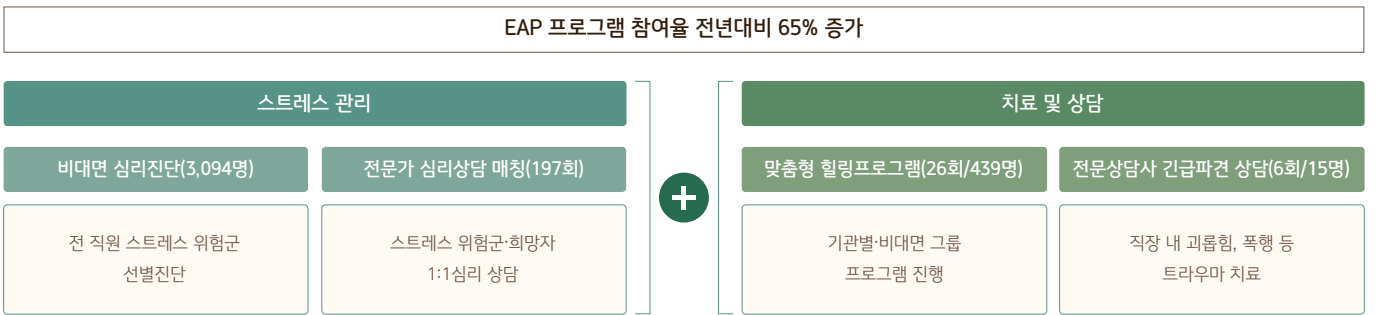 EAP 프로그램 참여율 전년대비 65% 증가
스트레스 관리
비대면 심리진단(3,094명)
전 직원 스트레스 위험군
선별진단
전문가 심리상담 매칭(197회)
스트레스 위험군·희망자
1:1심리 상담
치료 및 상담
맞춤형 힐링프로그램(26회/439명)
기관별·비대면 그룹
프로그램 진행
전문상담사 긴급파견 상담(6회/15명)
직장 내 괴롭힘, 폭행 등
트라우마 치료